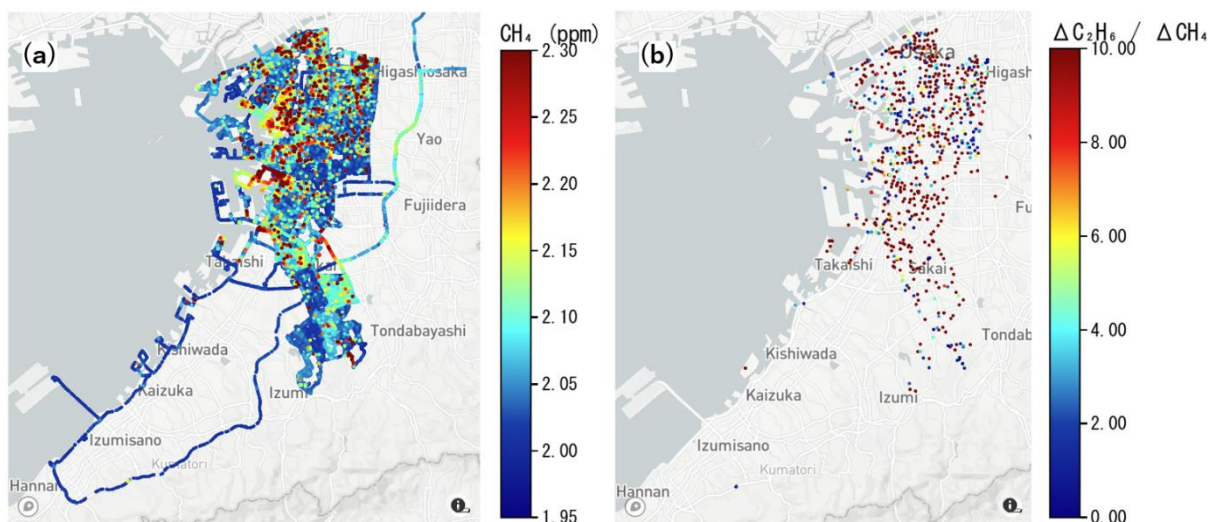 (a)
CH₄ (ppm)
2.30
2.25
2.20
2.15
2.10
2.05
2.00
1.95
Higashiosaka
Yao
Fujiidera
Takaishi
Tondabayashi
Kishiwada
Kaizuka
Izumi
Izumisano
Kumatori
Hannan
(b)
ΔC₂H₆ / ΔCH₄
10.00
8.00
6.00
4.00
2.00
0.00
Osaka
Higash
Fu
Takaishi
Sakai
Tondab
Kishiwada
Kaizuka
Izumi
Izumisano
Kumatori
Hannan